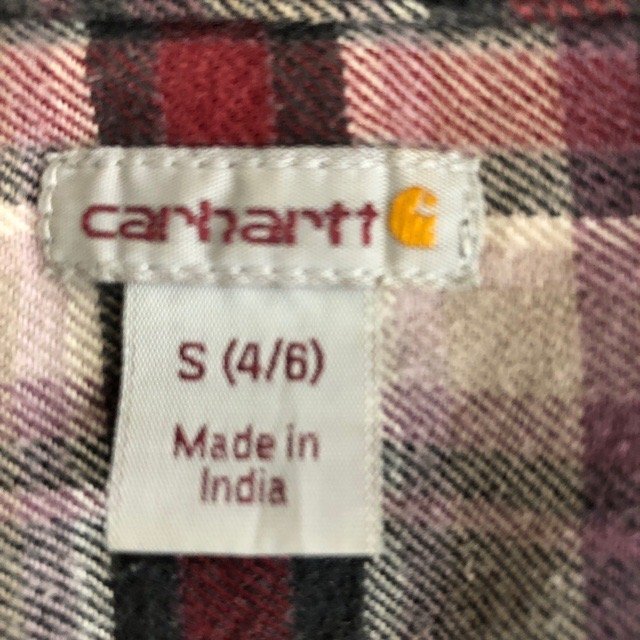 carhartt
S (4/6)
Made in
India